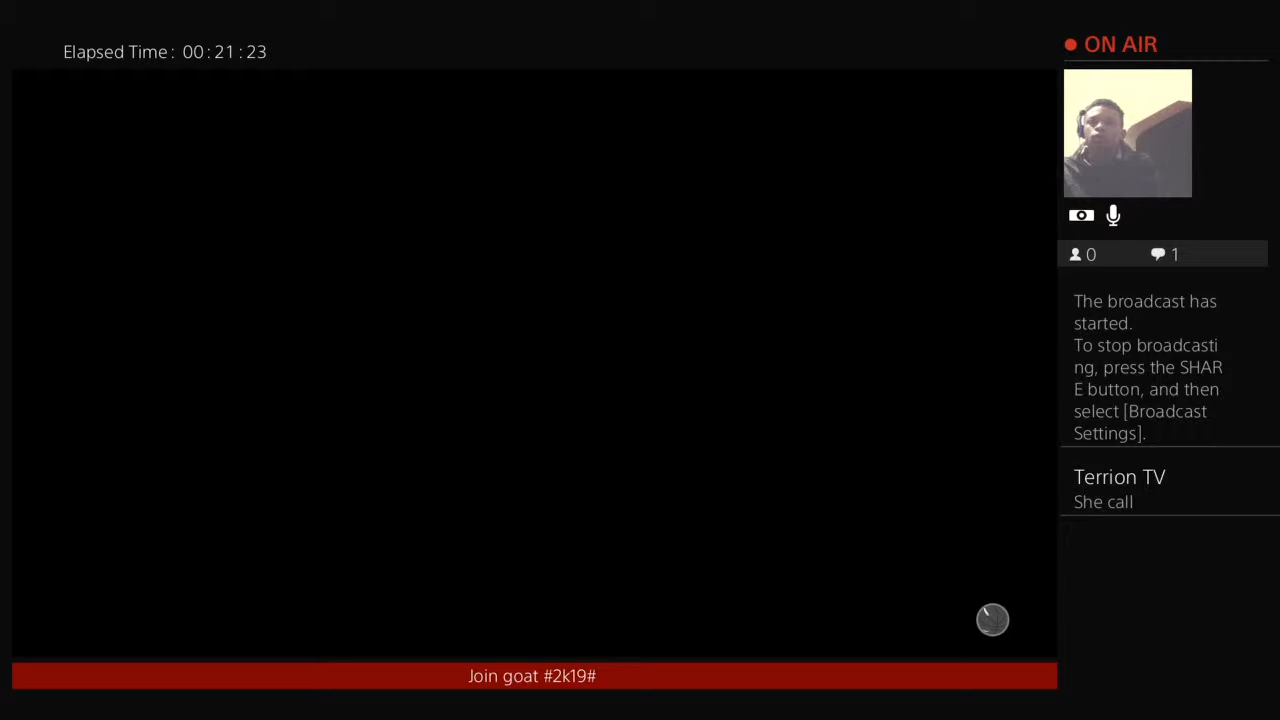 Elapsed Time: 00:21:23
ON AIR
0 1
The broadcast has
started.
To stop broadcasti
ng, press the SHAR
E button, and then
select [Broadcast
Settings].
Terrion TV
She call
Join goat #2k19#